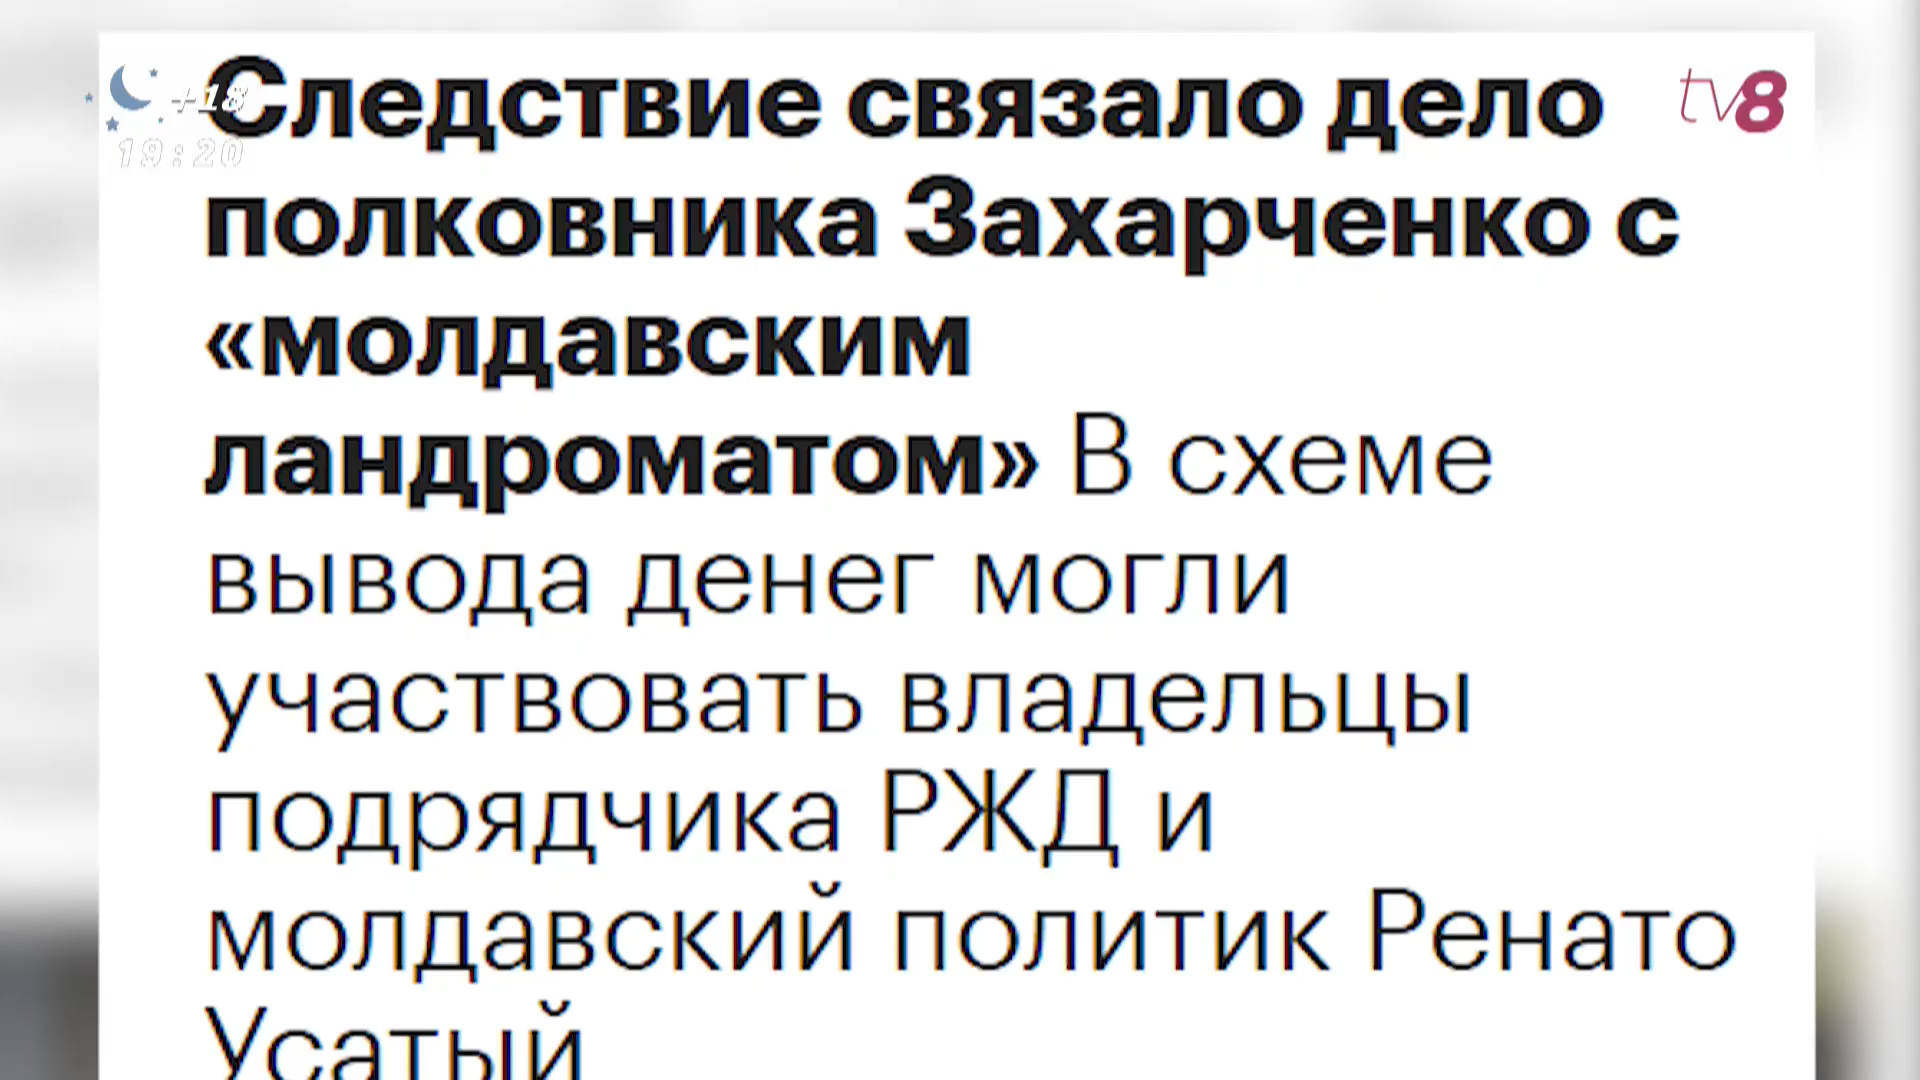 +18
19:20
tv8
Следствие связало дело
полковника Захарченко с
«молдавским
ландроматом» В схеме
вывода денег могли
участвовать владельцы
подрядчика РЖД и
молдавский политик Ренато
Усатый